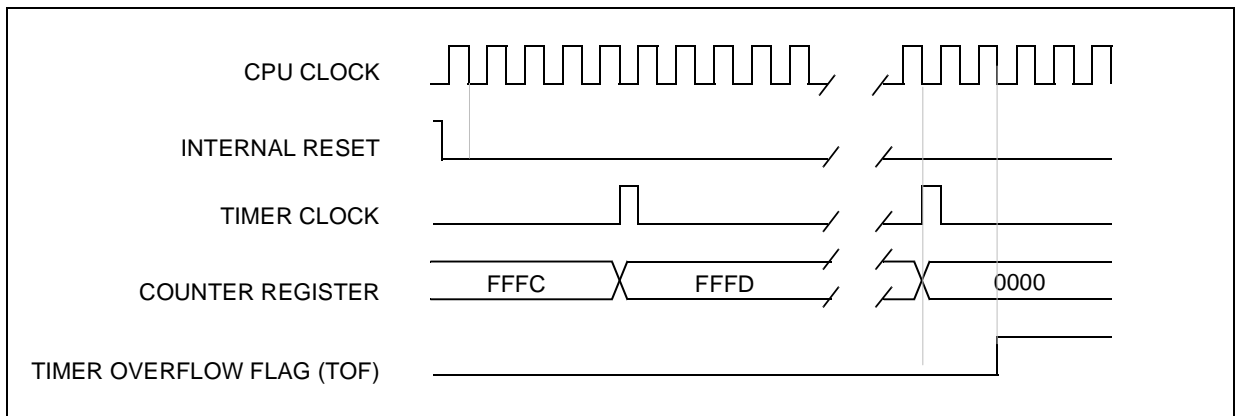 CPU CLOCK
INTERNAL RESET
TIMER CLOCK
COUNTER REGISTER FFFC FFFD 0000
TIMER OVERFLOW FLAG (TOF)